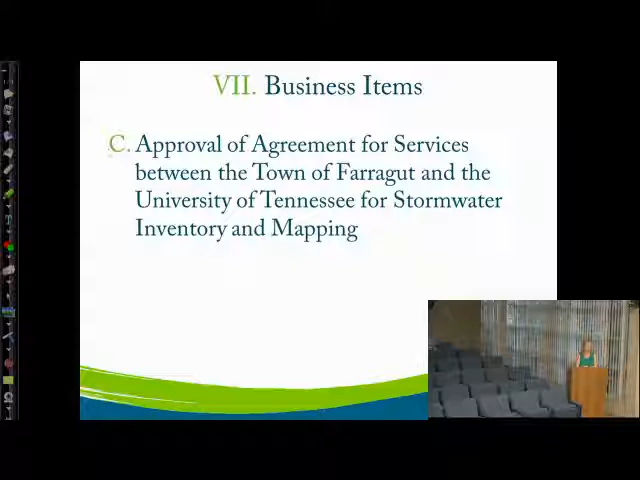 VII. Business Items
C. Approval of Agreement for Services
between the Town of Farragut and the
University of Tennessee for Stormwater
Inventory and Mapping